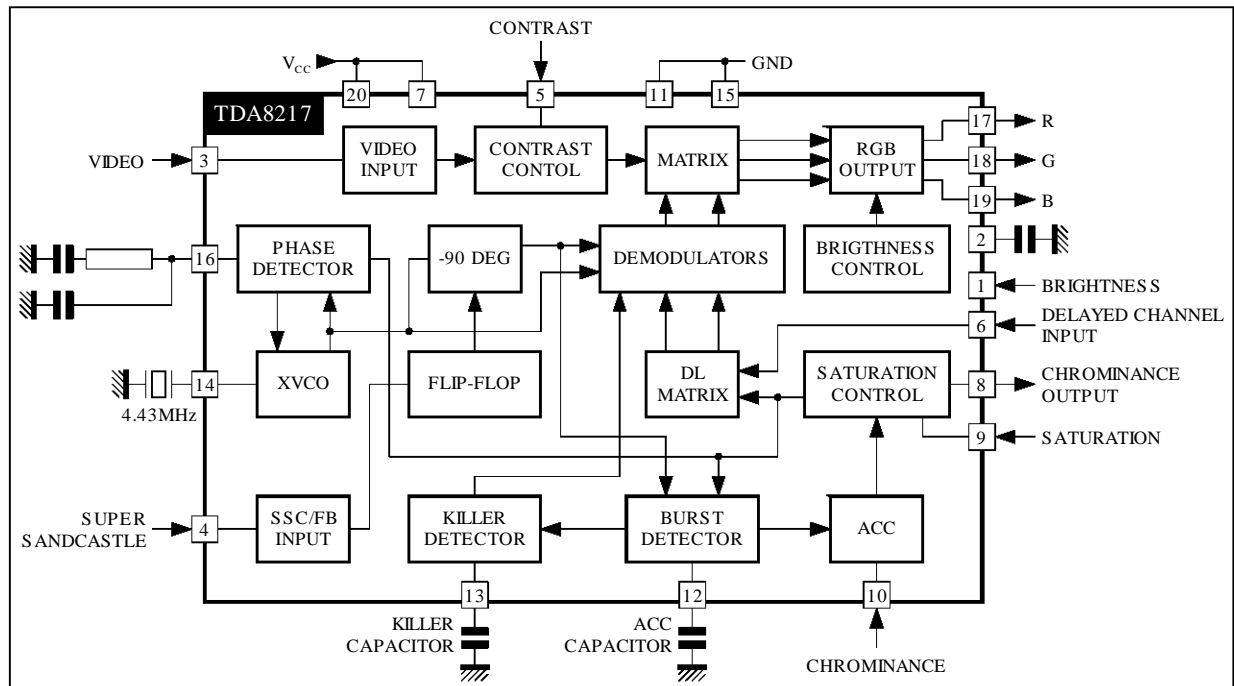 CONTRAST
VCC
GND
20
7
5
11
15
TDA8217
17
R
VIDEO
3
VIDEO
INPUT
CONTRAST
CONTOL
MATRIX
RGB
OUTPUT
18
G
19
B
16
PHASE
DETECTOR
-90 DEG
DEMODULATORS
BRIGTHNESS
CONTROL
2
1
BRIGHTNESS
6
DELAYED CHANNEL
INPUT
14
4.43MHz
XVCO
FLIP-FLOP
DL
MATRIX
SATURATION
CONTROL
8
CHROMINANCE
OUTPUT
9
SATURATION
SUPER
SANDCASTLE
4
SSC/FB
INPUT
KILLER
DETECTOR
BURST
DETECTOR
ACC
13
12
10
KILLER
CAPACITOR
ACC
CAPACITOR
CHROMINANCE